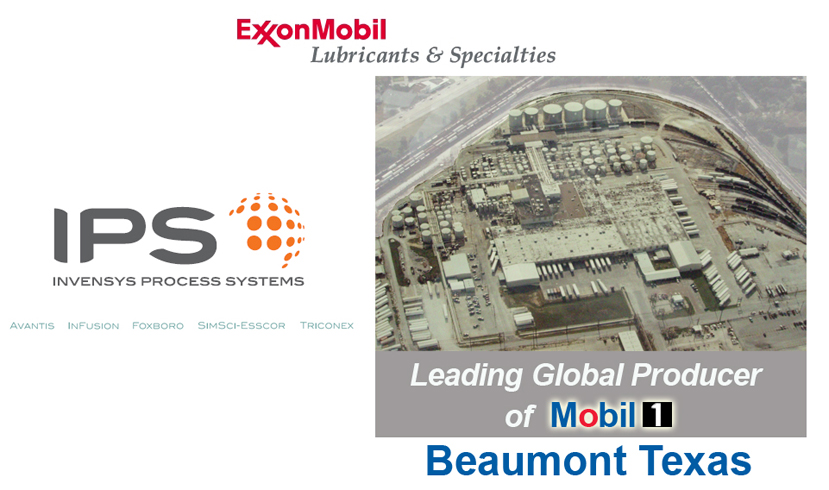 ExxonMobil
Lubricants & Specialties
IPS
INVENSYS PROCESS SYSTEMS
AVANTIS INFUSION FOXBORO SIMSCI-ESSCOR TRICONEX
Leading Global Producer
of Mobil 1
Beaumont Texas